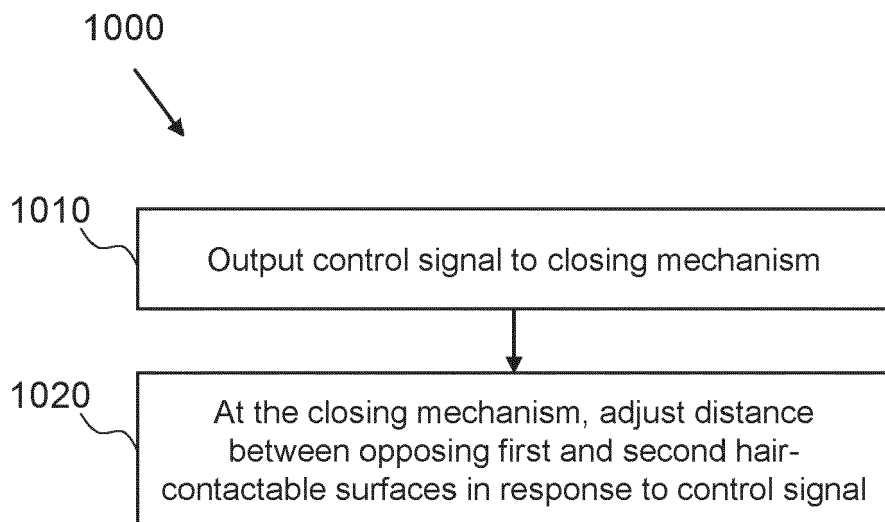 1000
1010
Output control signal to closing mechanism
1020
At the closing mechanism, adjust distance
between opposing first and second hair-
contactable surfaces in response to control signal